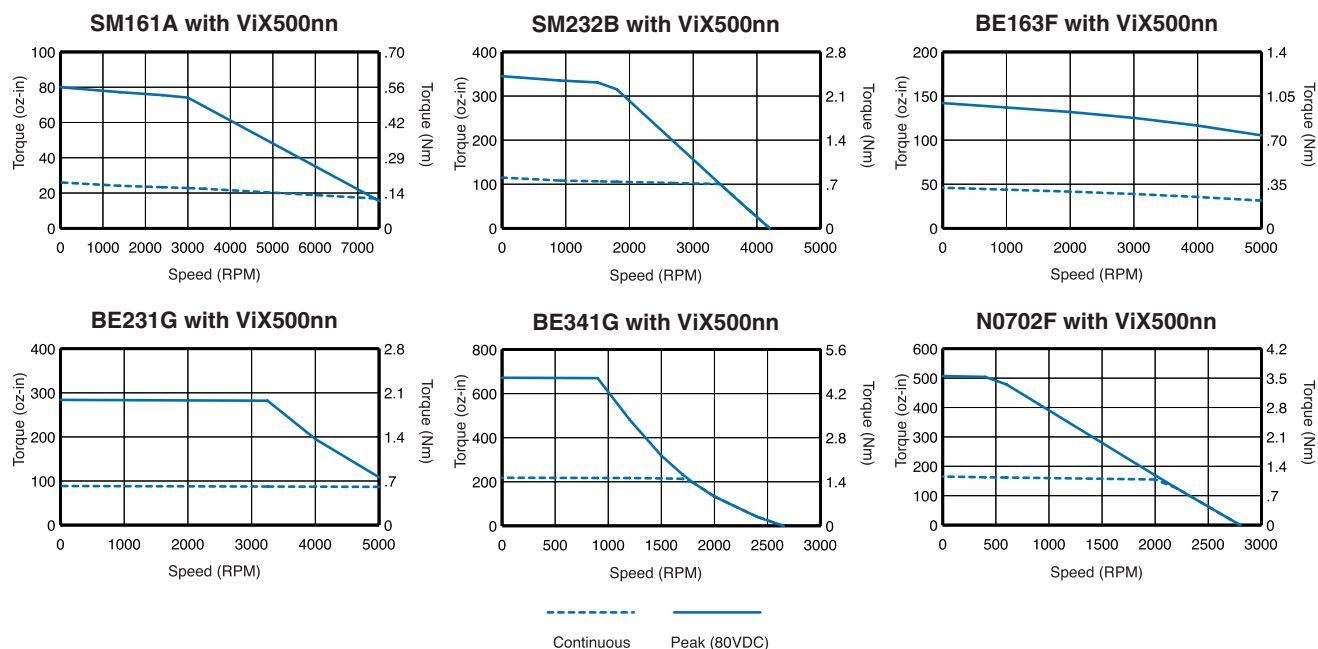 SM161A with ViX500nn
100
80
60
40
20
0
Torque (oz-in)
.70
.56
.42
.29
.14
0
Torque (Nm)
0 1000 2000 3000 4000 5000 6000 7000
Speed (RPM)
SM232B with ViX500nn
400
300
200
100
0
Torque (oz-in)
2.8
2.1
1.4
.7
0
Torque (Nm)
0 1000 2000 3000 4000 5000
Speed (RPM)
BE163F with ViX500nn
200
150
100
50
0
Torque (oz-in)
1.4
1.05
.70
.35
0
Torque (Nm)
0 1000 2000 3000 4000 5000
Speed (RPM)
BE231G with ViX500nn
400
300
200
100
0
Torque (oz-in)
2.8
2.1
1.4
.7
0
Torque (Nm)
0 1000 2000 3000 4000 5000
Speed (RPM)
BE341G with ViX500nn
800
600
400
200
0
Torque (oz-in)
5.6
4.2
2.8
1.4
0
Torque (Nm)
0 500 1000 1500 2000 2500 3000
Speed (RPM)
N0702F with ViX500nn
600
500
400
300
200
100
0
Torque (oz-in)
4.2
3.5
2.8
2.1
1.4
.7
0
Torque (Nm)
0 500 1000 1500 2000 2500 3000
Speed (RPM)
Continuous Peak (80VDC)